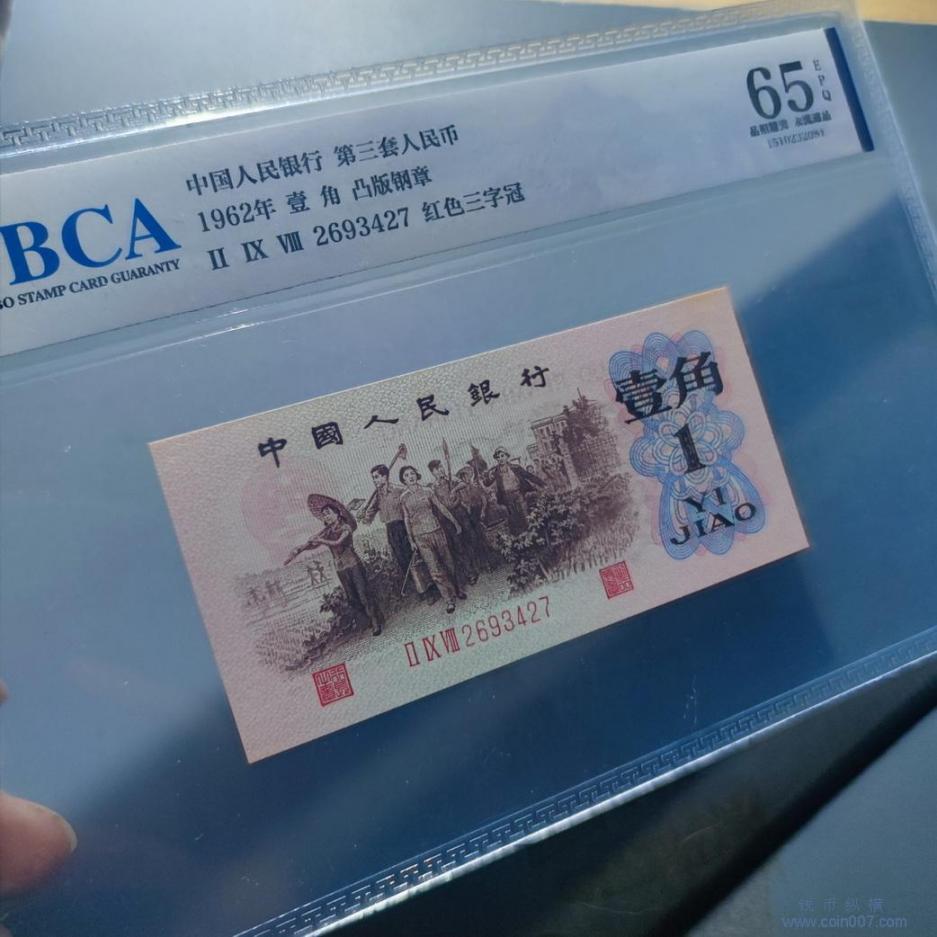 中国人民银行 第三套人民币
1962年 壹 角 凸版钢章
II IX VIII 2693427 红色三字冠
BCA
STAMP CARD GUARANTY
65
EPQ
中國人民銀行
壹角
1
YI
JIAO
II IX VIII 2693427
钱币纵横
www.coin007.com